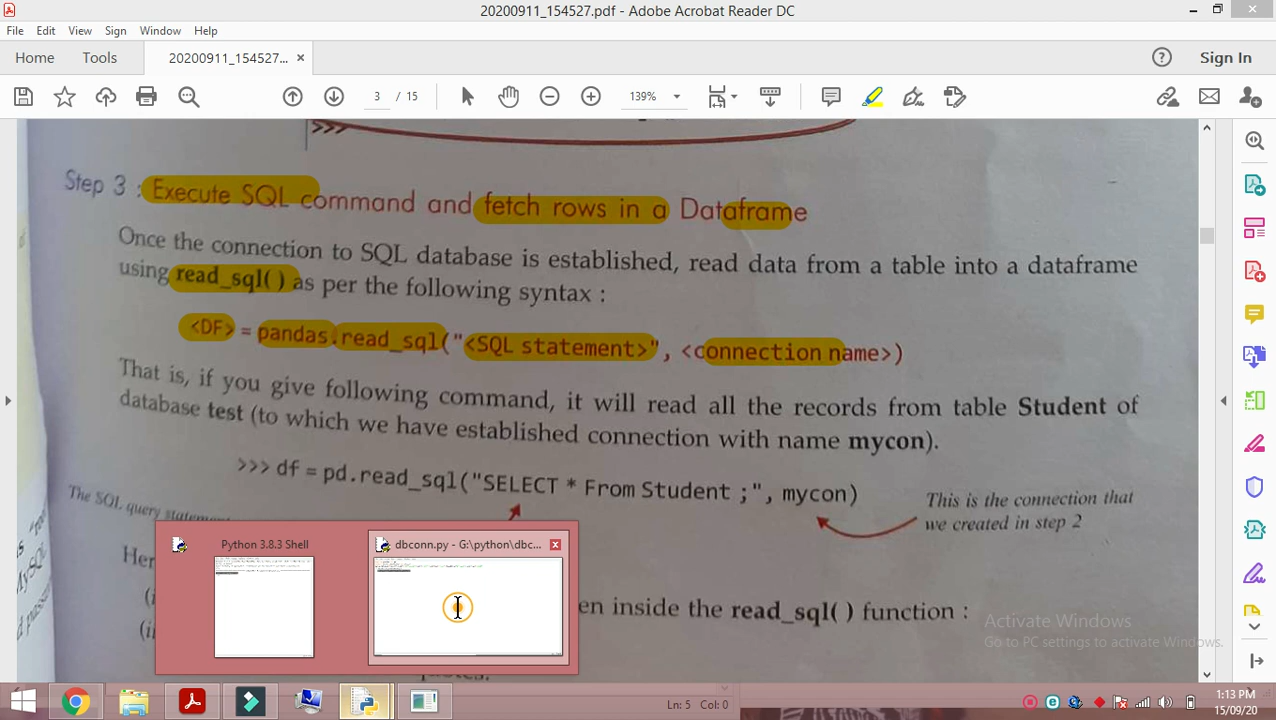 20200911_154527.pdf - Adobe Acrobat Reader DC
File Edit View Sign Window Help
Home Tools 20200911_154527... × Sign In
3 / 15 139%
>>>
Step 3 : Execute SQL command and fetch rows in a Dataframe
Once the connection to SQL database is established, read data from a table into a dataframe
using read_sql( ) as per the following syntax :
<DF> = pandas.read_sql("<SQL statement>", <connection name>)
That is, if you give following command, it will read all the records from table Student of
database test (to which we have established connection with name mycon).
>>> df = pd.read_sql("SELECT * From Student ;", mycon)
The SQL query
This is the connection that
we created in step 2
Python 3.8.3 Shell
dbconn.py - G:\python\dbc...
en inside the read_sql( ) function :
quotes.
Activate Windows
Go to PC settings to activate Windows.
Ln: 5 Col: 0
1:13 PM
15/09/20